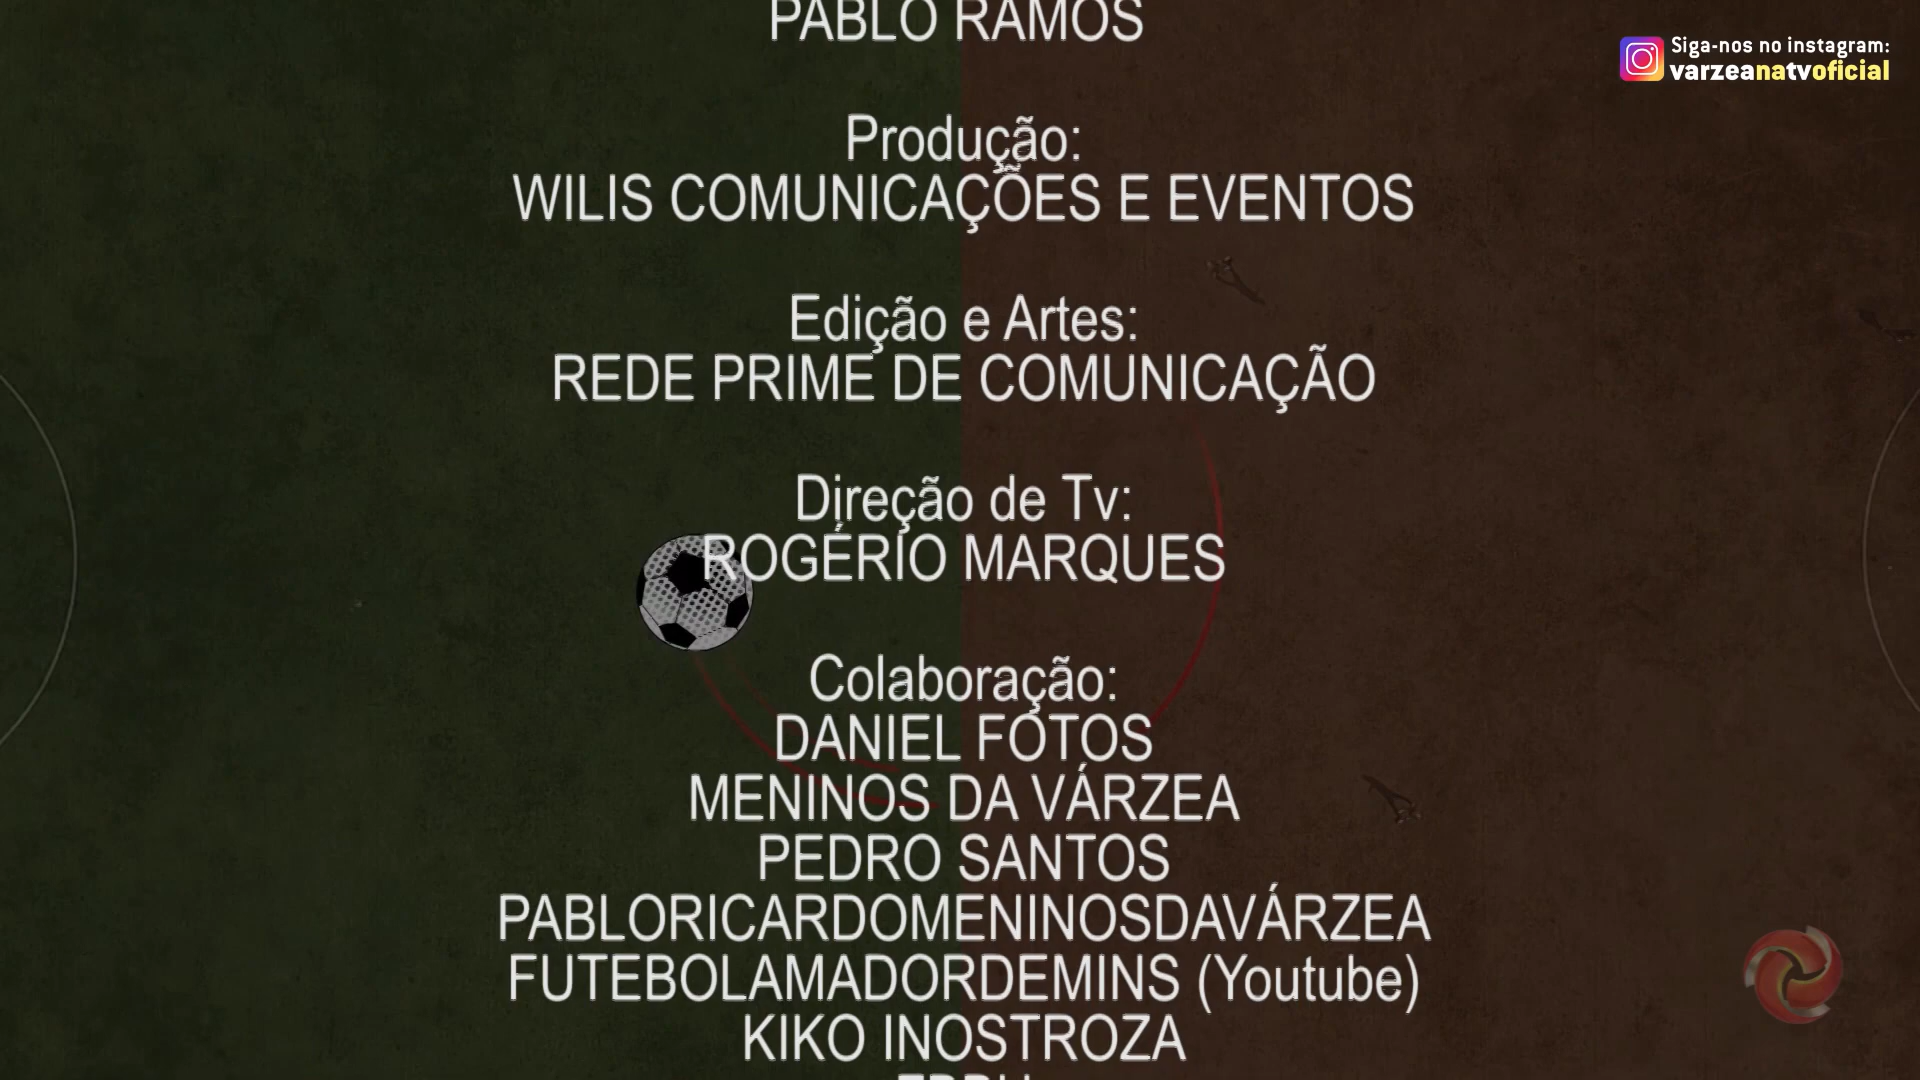 PABLO RAMOS
Siga-nos no instagram:
varzeanatvoficial
Produção:
WILIS COMUNICAÇÕES E EVENTOS
Edição e Artes:
REDE PRIME DE COMUNICAÇÃO
Direção de Tv:
ROGÉRIO MARQUES
Colaboração:
DANIEL FOTOS
MENINOS DA VÁRZEA
PEDRO SANTOS
PABLORICARDOMENINOSDAVÁRZEA
FUTEBOLAMADORDEMINS (Youtube)
KIKO INOSTROZA